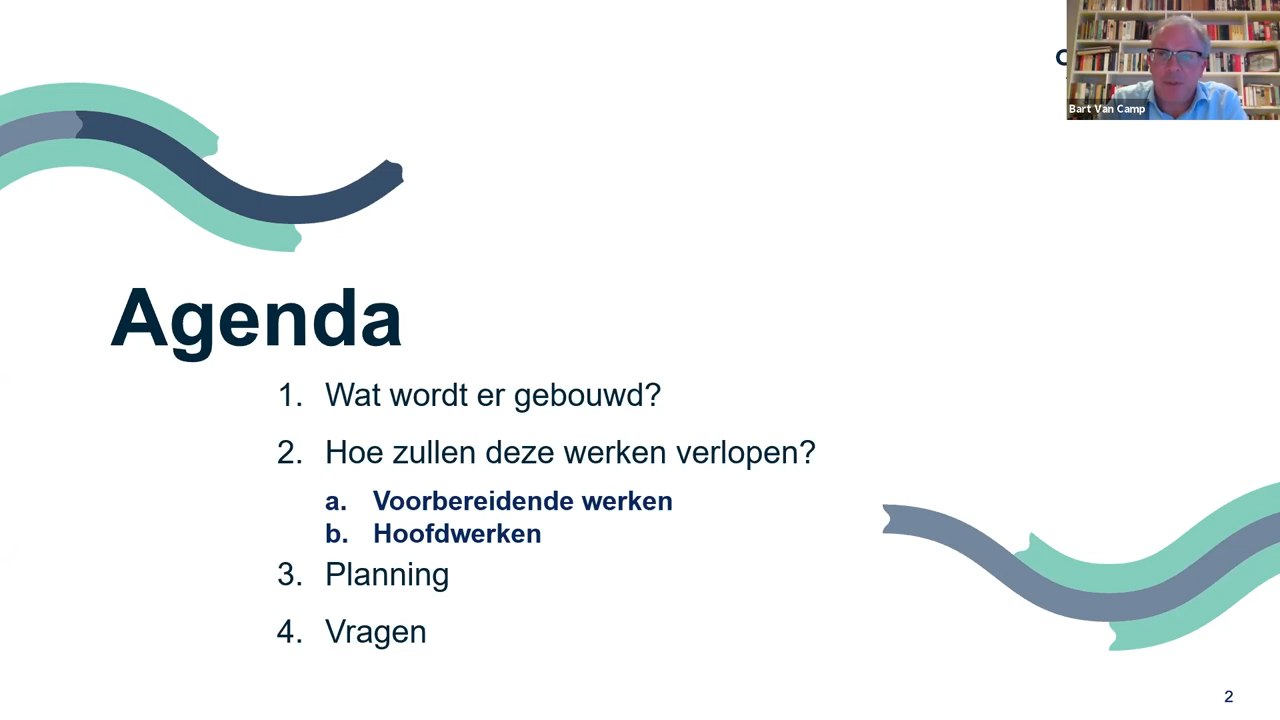 Bart Van Camp
Agenda
1. Wat wordt er gebouwd?
2. Hoe zullen deze werken verlopen?
a. Voorbereidende werken
b. Hoofdwerken
3. Planning
4. Vragen
2